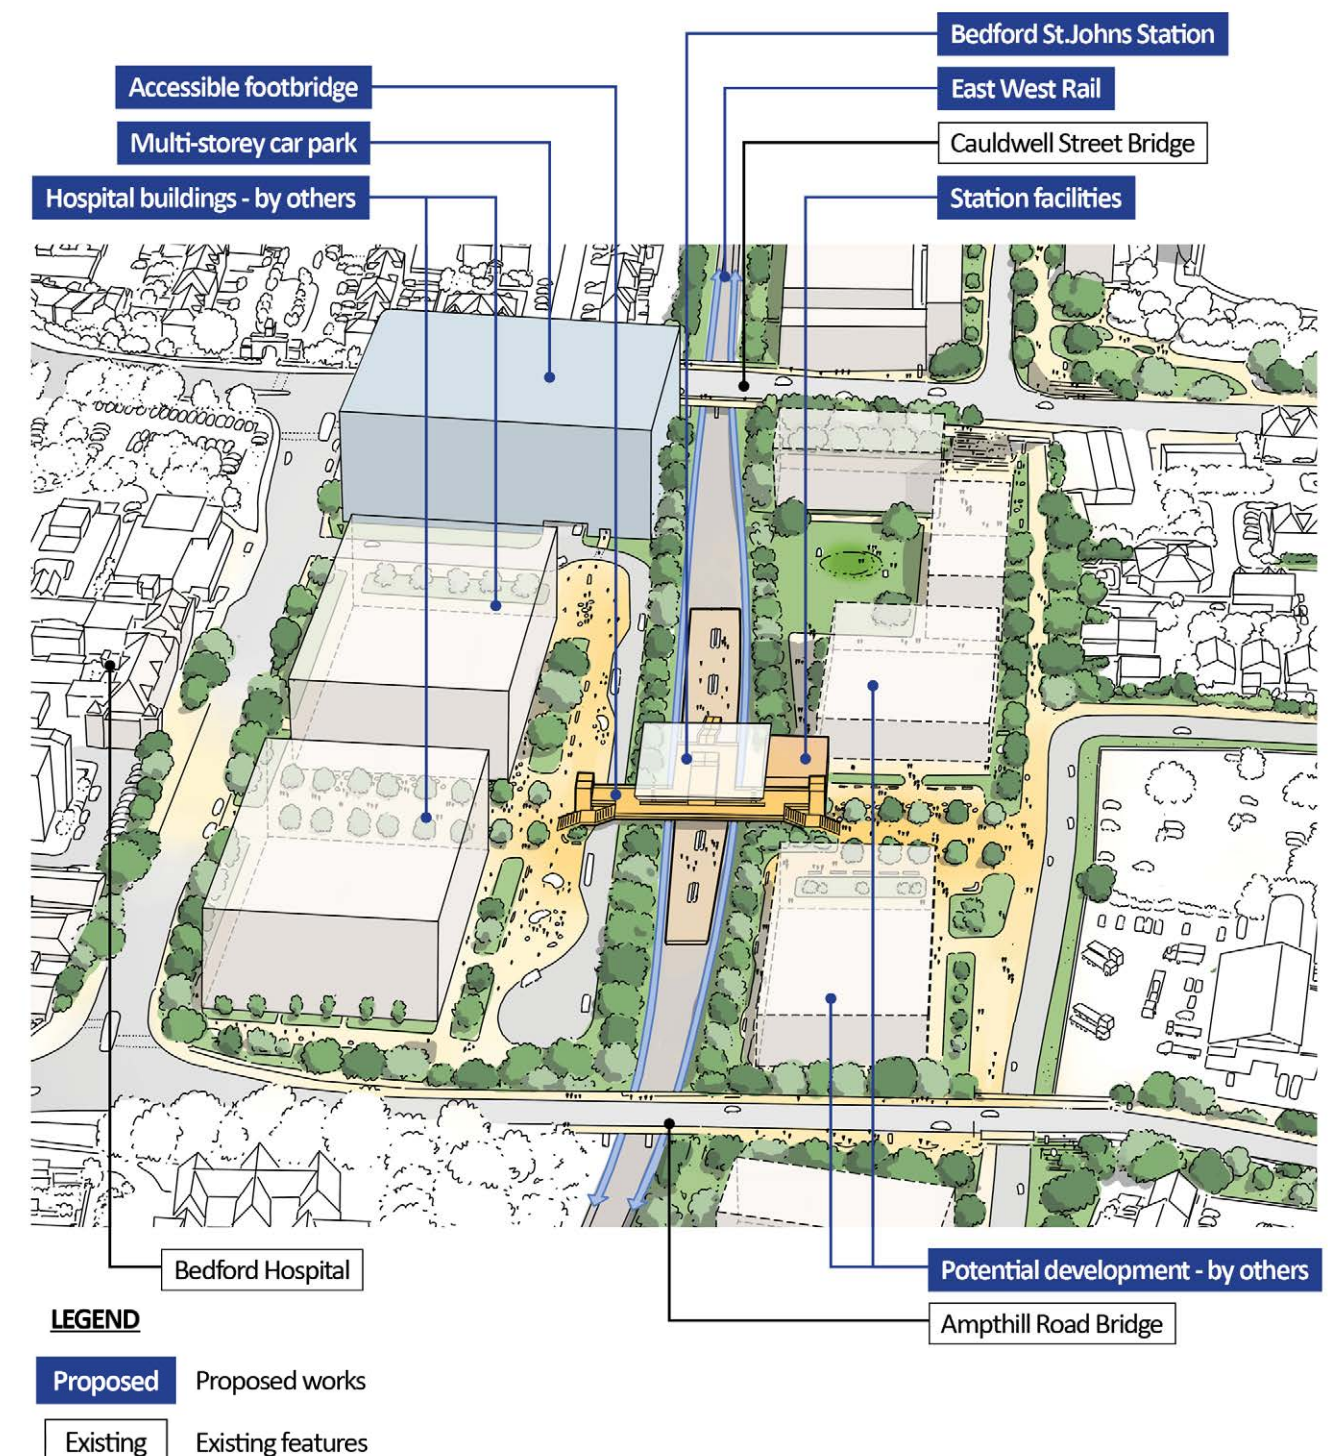 Bedford St.Johns Station
Accessible footbridge
East West Rail
Multi-storey car park
Cauldwell Street Bridge
Hospital buildings - by others
Station facilities
Bedford Hospital
Potential development - by others
Ampthill Road Bridge
LEGEND
Proposed Proposed works
Existing Existing features